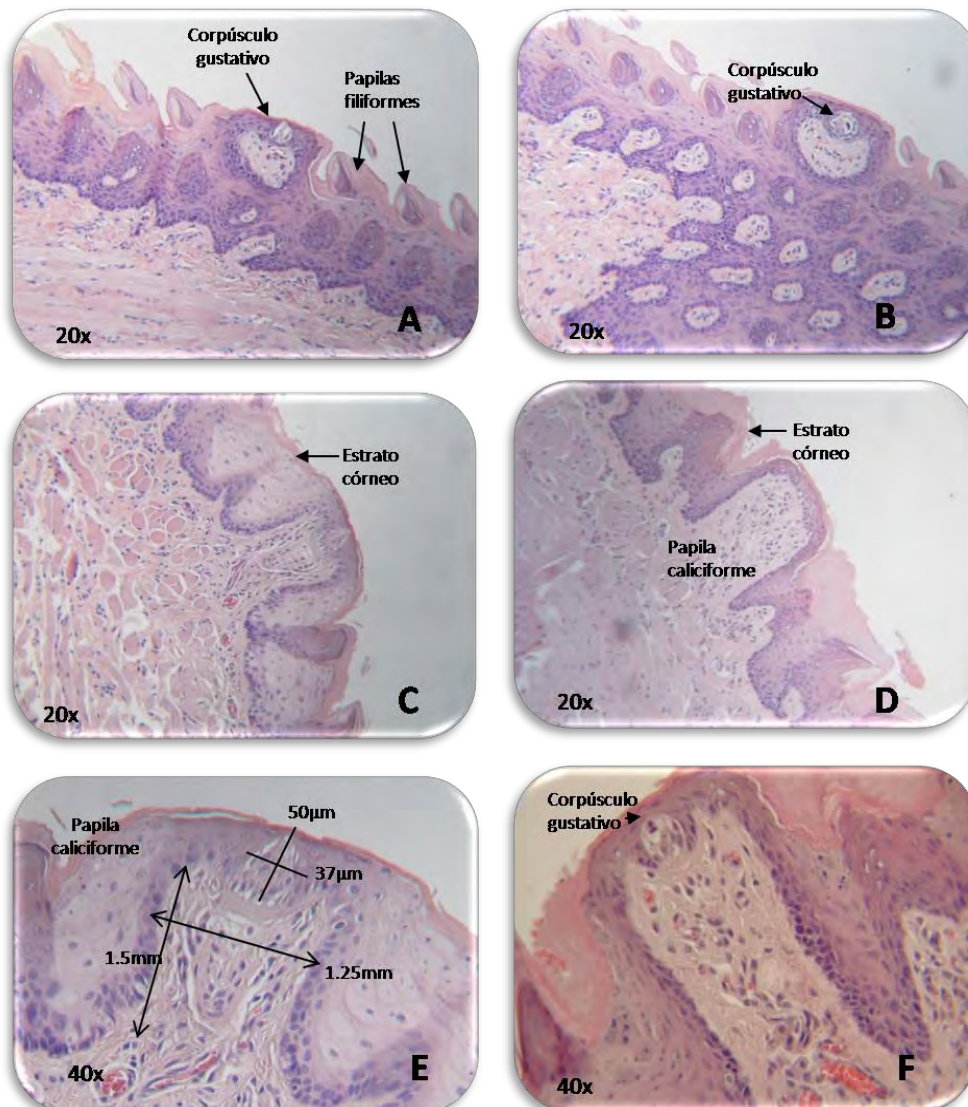 Corpúsculo
gustativo
Papilas
filiformes
20x
A
Corpúsculo
gustativo
20x
B
Estrato
córneo
20x
C
Estrato
córneo
Papila
caliciforme
20x
D
Papila
caliciforme
50µm
37µm
1.5mm
1.25mm
40x
E
Corpúsculo
gustativo
40x
F